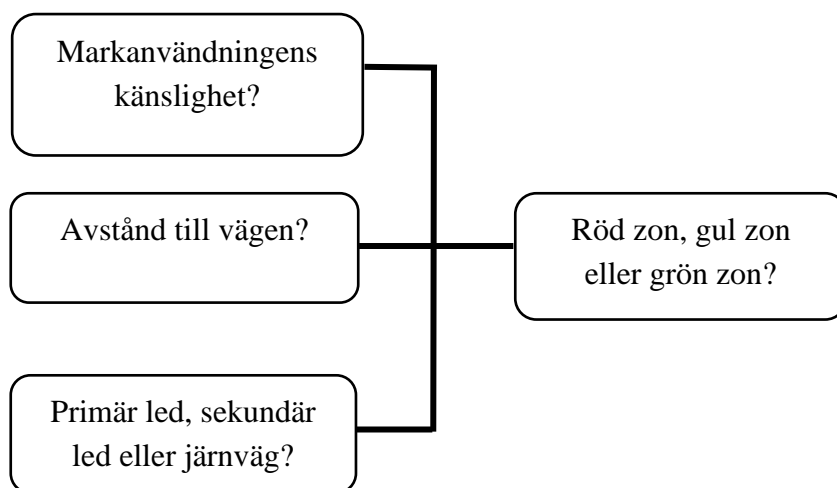 Markanvändningens
känslighet?
Avstånd till vägen?
Röd zon, gul zon
eller grön zon?
Primär led, sekundär
led eller järnväg?